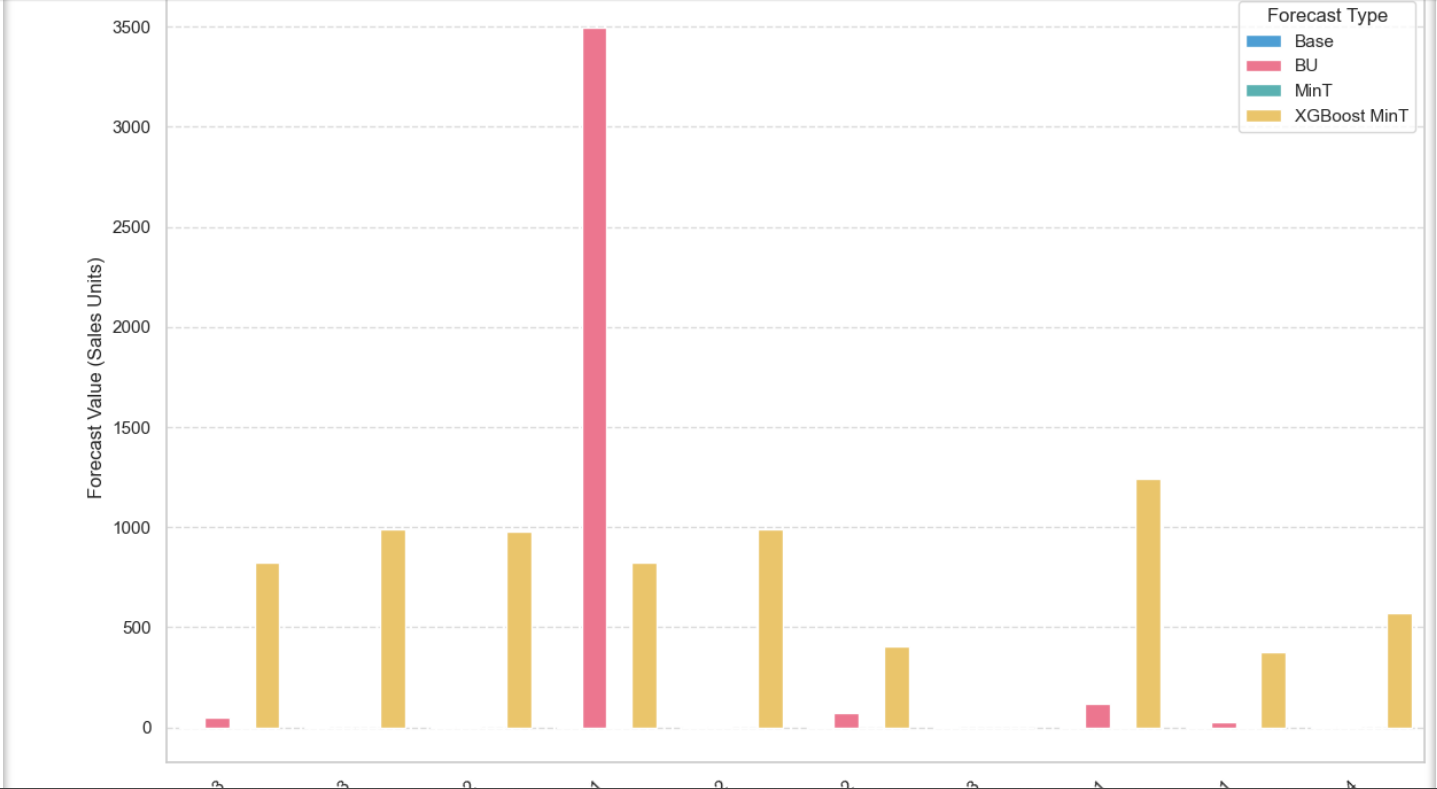 Forecast Type
Base
BU
MinT
XGBoost MinT
Forecast Value (Sales Units)
3500
3000
2500
2000
1500
1000
500
0